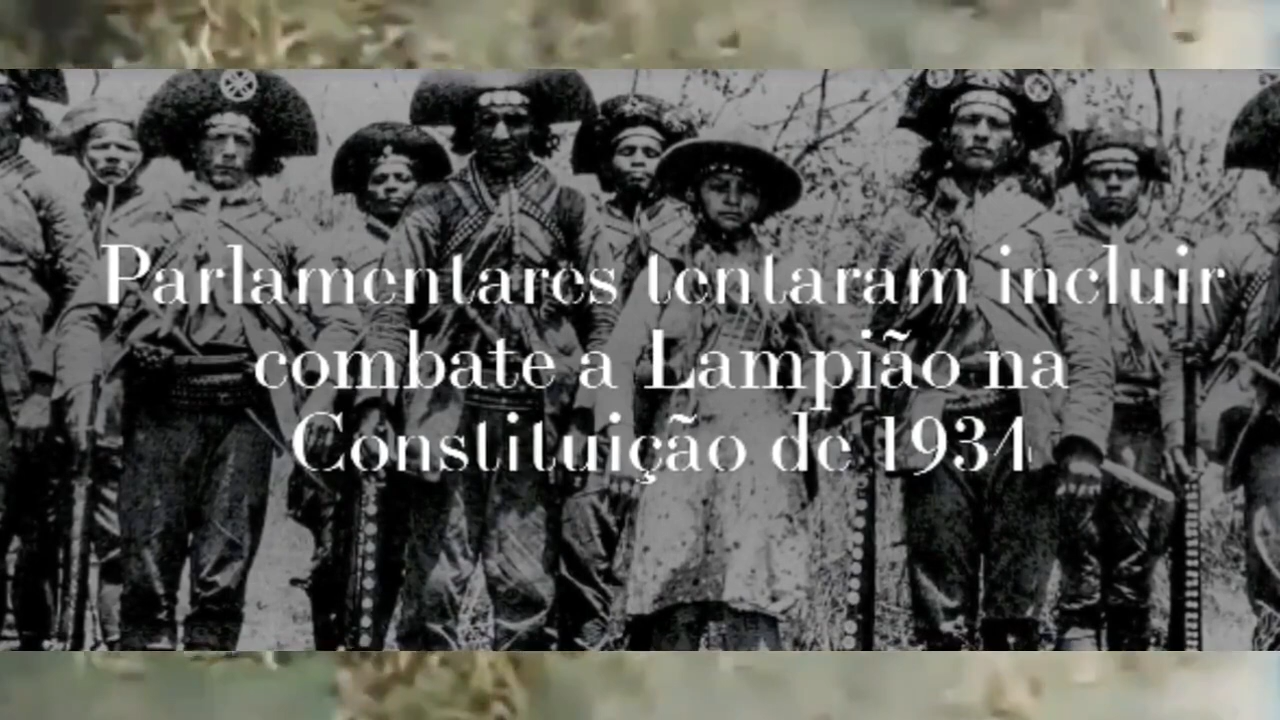 Parlamentares tentaram incluir
combate a Lampião na
Constituição de 1934